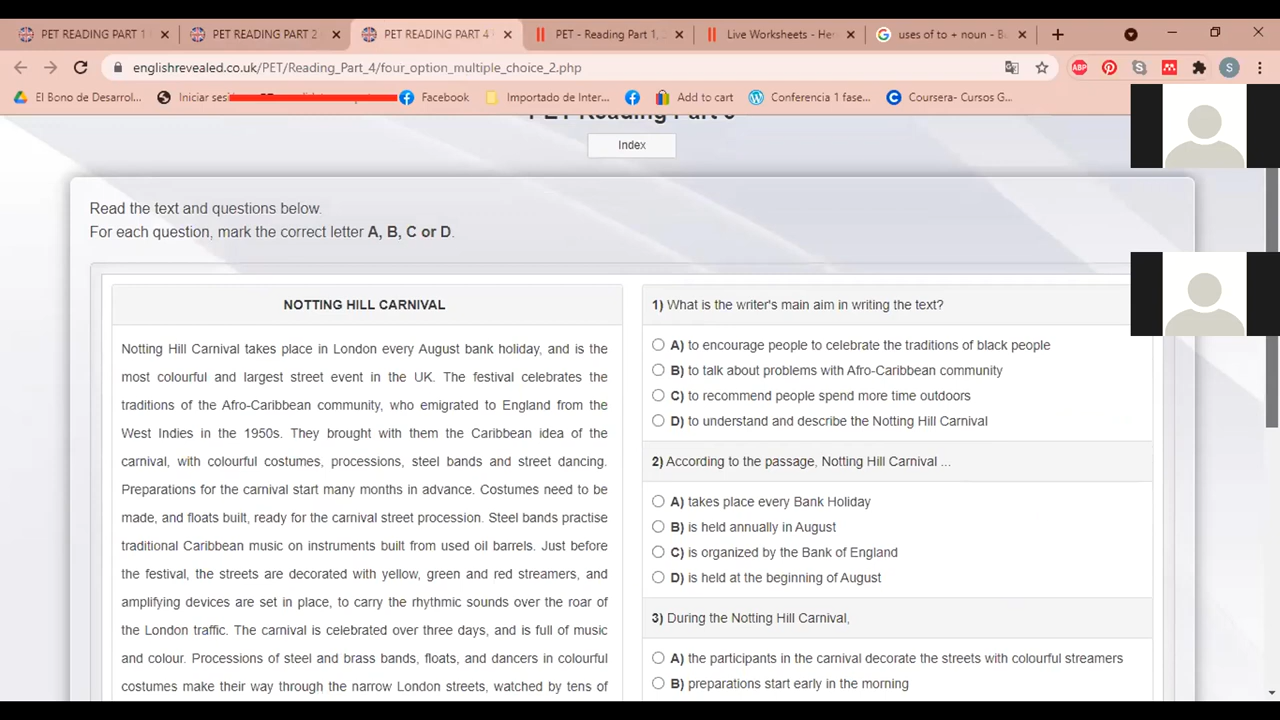 PET READING PART 1
PET READING PART 2
PET READING PART 4
PET - Reading Part 1,
Live Worksheets - He
uses of to + noun - B
englishrevealed.co.uk/PET/Reading_Part_4/four_option_multiple_choice_2.php
ABP
S
El Bono de Desarrol...
Iniciar ses
Facebook
Importado de Inter...
Add to cart
Conferencia 1 fase...
Coursera- Cursos G...
PET Reading Part
Index
Read the text and questions below.
For each question, mark the correct letter A, B, C or D.
NOTTING HILL CARNIVAL
Notting Hill Carnival takes place in London every August bank holiday, and is the
most colourful and largest street event in the UK. The festival celebrates the
traditions of the Afro-Caribbean community, who emigrated to England from the
West Indies in the 1950s. They brought with them the Caribbean idea of the
carnival, with colourful costumes, processions, steel bands and street dancing.
Preparations for the carnival start many months in advance. Costumes need to be
made, and floats built, ready for the carnival street procession. Steel bands practise
traditional Caribbean music on instruments built from used oil barrels. Just before
the festival, the streets are decorated with yellow, green and red streamers, and
amplifying devices are set in place, to carry the rhythmic sounds over the roar of
the London traffic. The carnival is celebrated over three days, and is full of music
and colour. Processions of steel and brass bands, floats, and dancers in colourful
costumes make their way through the narrow London streets, watched by tens of
1) What is the writer's main aim in writing the text?
A) to encourage people to celebrate the traditions of black people
B) to talk about problems with Afro-Caribbean community
C) to recommend people spend more time outdoors
D) to understand and describe the Notting Hill Carnival
2) According to the passage, Notting Hill Carnival ...
A) takes place every Bank Holiday
B) is held annually in August
C) is organized by the Bank of England
D) is held at the beginning of August
3) During the Notting Hill Carnival,
A) the participants in the carnival decorate the streets with colourful streamers
B) preparations start early in the morning